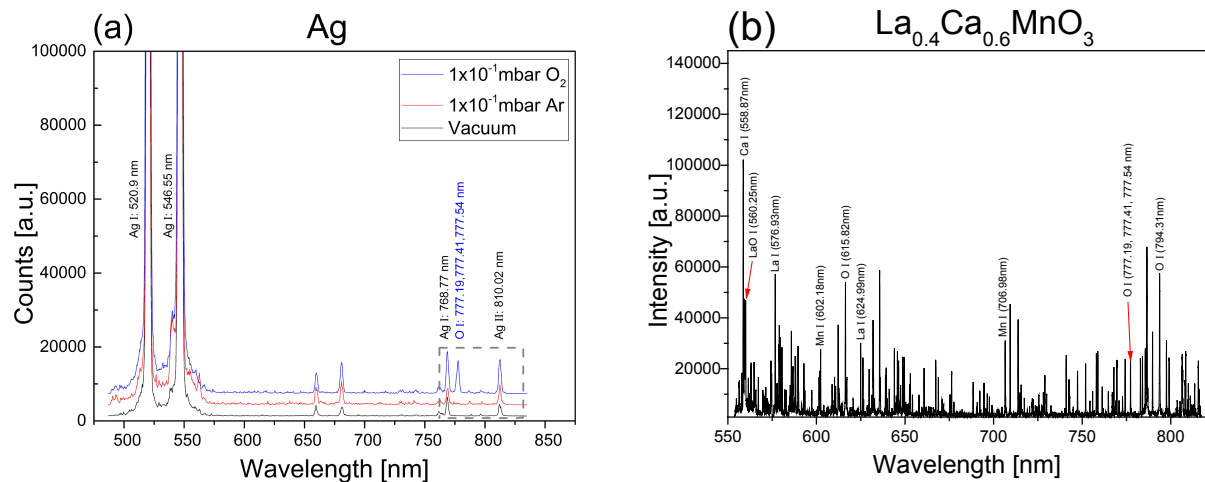 (a) Ag
100000
80000
60000
40000
20000
0
Counts [a.u.]
1x10⁻¹mbar O₂
1x10⁻¹mbar Ar
Vacuum
Ag I: 520.9 nm
Ag I: 546.55 nm
Ag I: 768.77 nm
O I: 777.19,777.41,777.54 nm
Ag II: 810.02 nm
500 550 600 650 700 750 800 850
Wavelength [nm]
(b) La₀.₄Ca₀.₆MnO₃
140000
120000
100000
80000
60000
40000
20000
Intensity [a.u.]
Ca I (558.87nm)
LaO I (560.25nm)
La I (576.93nm)
Mn I (602.18nm)
O I (615.82nm)
La I (624.99nm)
Mn I (706.98nm)
O I (777.19, 777.41, 777.54 nm)
O I (794.31nm)
550 600 650 700 750 800
Wavelength [nm]